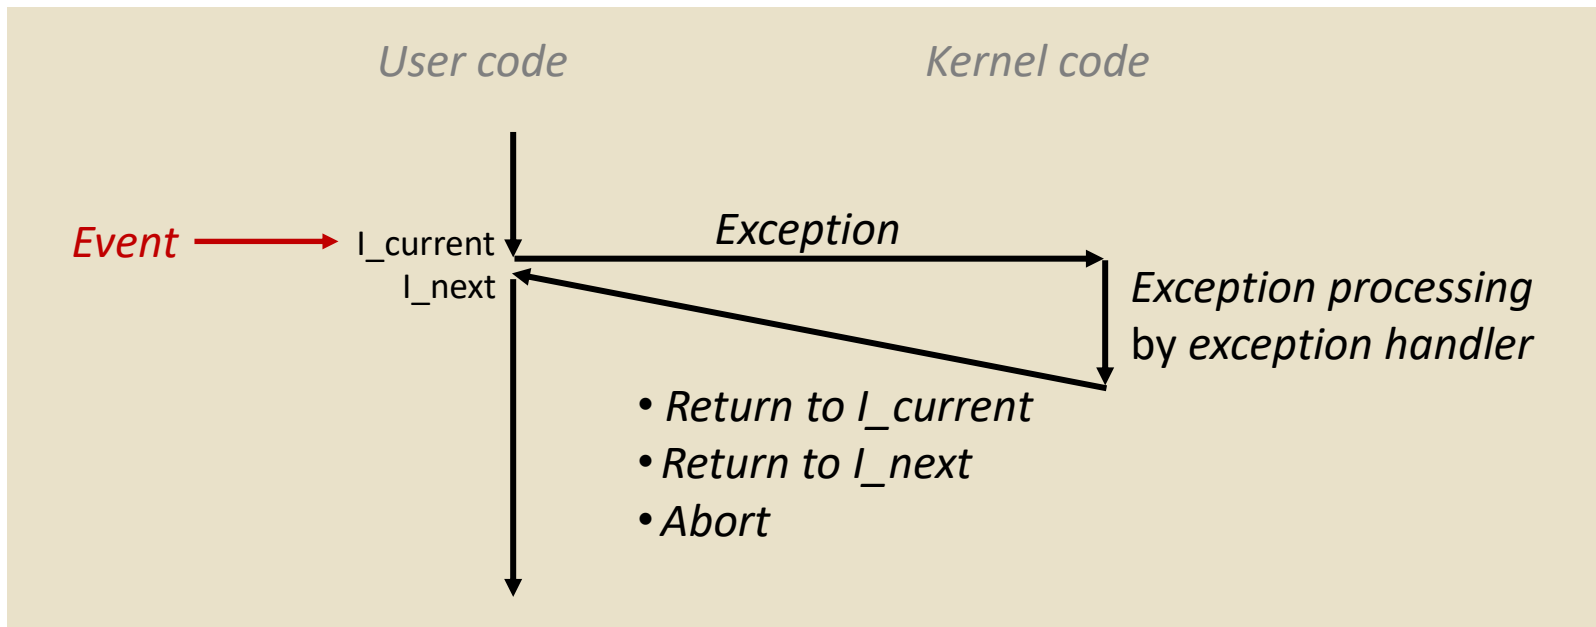 User code
Kernel code
Event
I_current
Exception
I_next
Exception processing
by exception handler
• Return to I_current
• Return to I_next
• Abort